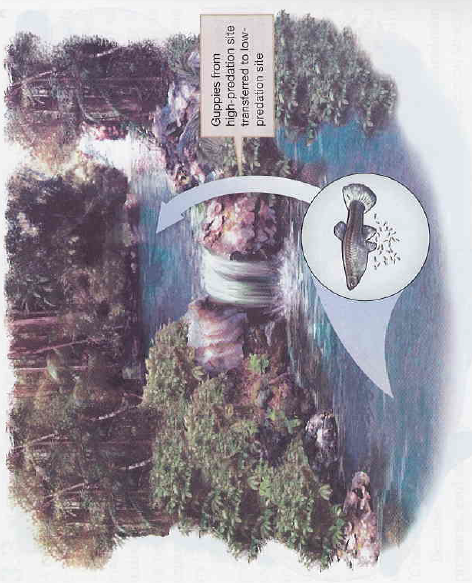 Guppies from
high-predation site
transferred to low-
predation site